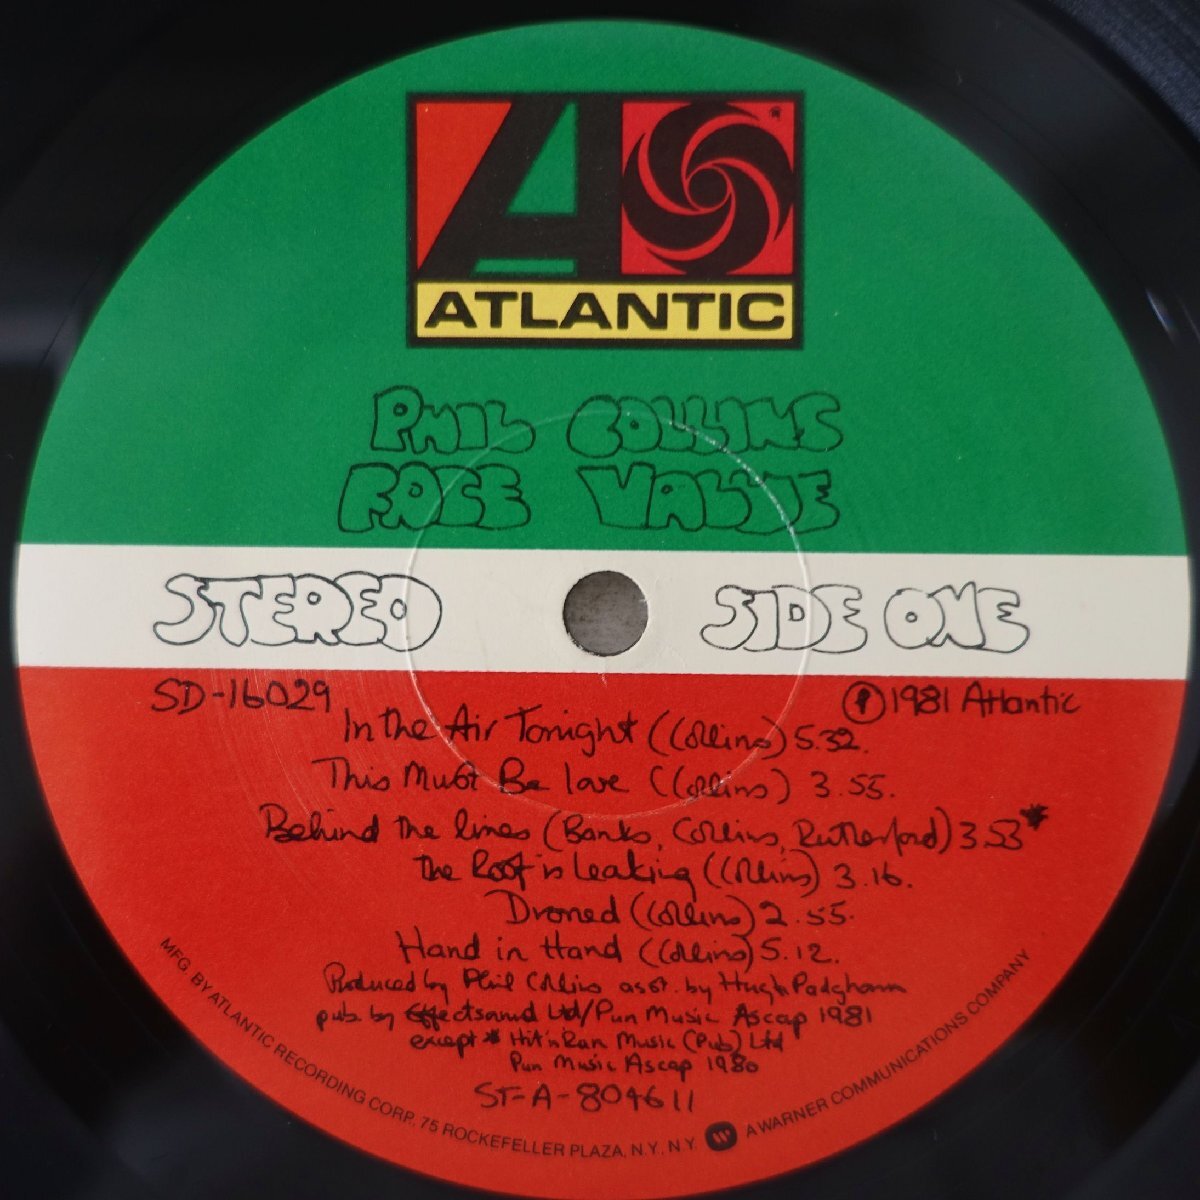 ATLANTIC
PHIL COLLINS
FACE VALUE
STEREO
SIDE ONE
SD-16029
℗ 1981 Atlantic
In the Air Tonight (Collins) 5.32.
This Must Be love (Collins) 3.55.
Behind the lines (Banks, Collins, Rutherford) 3.53*
the Roof is leaking (Collins) 3.16.
Droned (Collins) 2.55.
Hand in Hand (Collins) 5.12.
Produced by Phil Collins asst. by Hugh Padgham
pub. by Effectsound Ltd/Pun Music Ascap 1981
except * Hit'n Run Music (Pub) Ltd
Pun Music Ascap 1980
ST-A-804611
MFG. BY ATLANTIC RECORDING CORP., 75 ROCKEFELLER PLAZA, N.Y. N.Y. A WARNER COMMUNICATIONS COMPANY